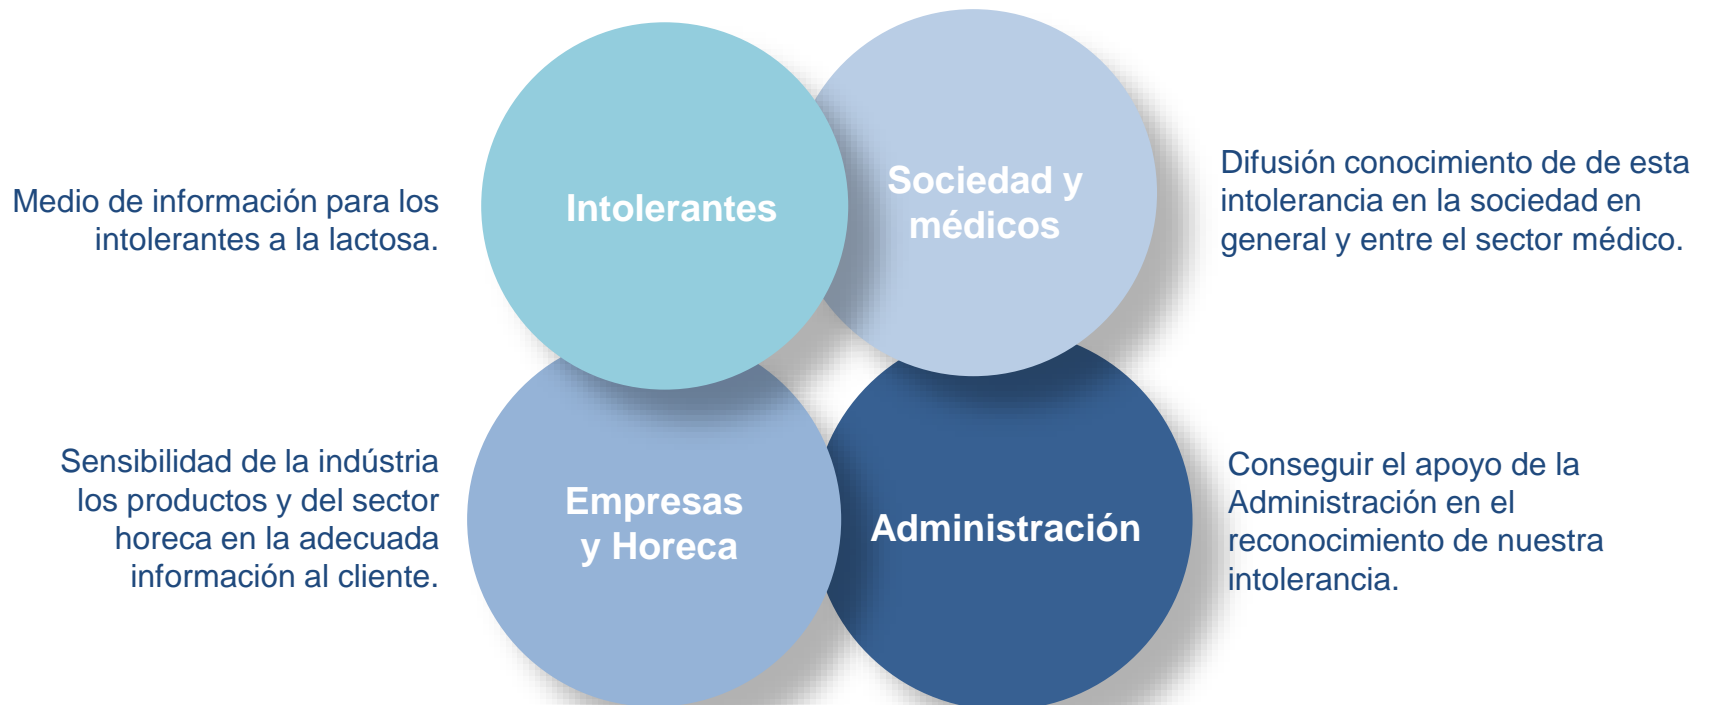 Medio de información para los
intolerantes a la lactosa.
Intolerantes
Sociedad y
médicos
Difusión conocimiento de de esta
intolerancia en la sociedad en
general y entre el sector médico.
Sensibilidad de la indústria
los productos y del sector
horeca en la adecuada
información al cliente.
Empresas
y Horeca
Administración
Conseguir el apoyo de la
Administración en el
reconocimiento de nuestra
intolerancia.